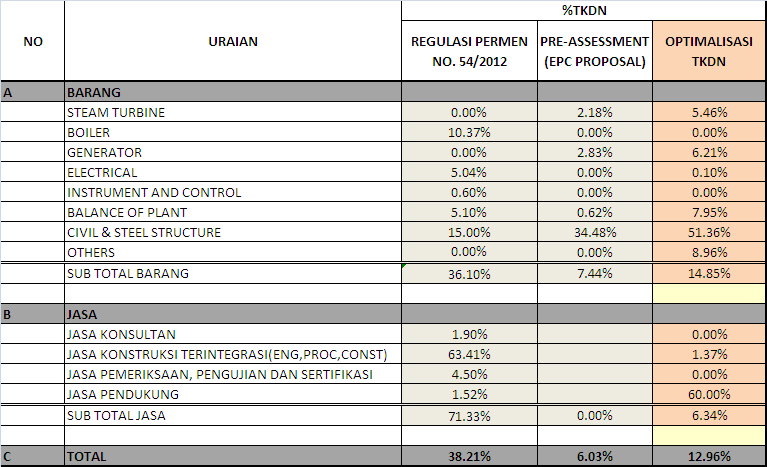 %TKDN
NO URAIAN REGULASI PERMEN NO. 54/2012 PRE-ASSESSMENT (EPC PROPOSAL) OPTIMALISASI TKDN
A BARANG
STEAM TURBINE 0.00% 2.18% 5.46%
BOILER 10.37% 0.00% 0.00%
GENERATOR 0.00% 2.83% 6.21%
ELECTRICAL 5.04% 0.00% 0.10%
INSTRUMENT AND CONTROL 0.60% 0.00% 0.00%
BALANCE OF PLANT 5.10% 0.62% 7.95%
CIVIL & STEEL STRUCTURE 15.00% 34.48% 51.36%
OTHERS 0.00% 0.00% 8.96%
SUB TOTAL BARANG 36.10% 7.44% 14.85%
B JASA
JASA KONSULTAN 1.90% 0.00%
JASA KONSTRUKSI TERINTEGRASI(ENG,PROC,CONST) 63.41% 1.37%
JASA PEMERIKSAAN, PENGUJIAN DAN SERTIFIKASI 4.50% 0.00%
JASA PENDUKUNG 1.52% 60.00%
SUB TOTAL JASA 71.33% 0.00% 6.34%
C TOTAL 38.21% 6.03% 12.96%